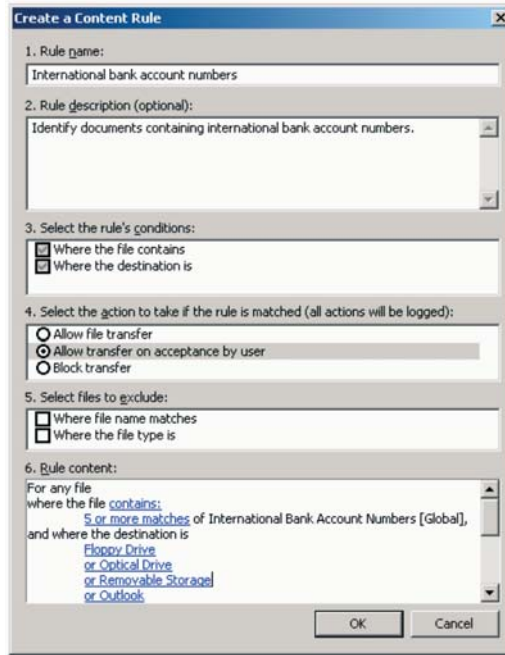 Create a Content Rule
1. Rule name:
International bank account numbers
2. Rule description (optional):
Identify documents containing international bank account numbers.
3. Select the rule's conditions:
Where the file contains
Where the destination is
4. Select the action to take if the rule is matched (all actions will be logged):
Allow file transfer
Allow transfer on acceptance by user
Block transfer
5. Select files to exclude:
Where file name matches
Where the file type is
6. Rule content:
For any file
where the file contains:
5 or more matches of International Bank Account Numbers [Global],
and where the destination is
Floppy Drive
or Optical Drive
or Removable Storage
or Outlook
OK Cancel